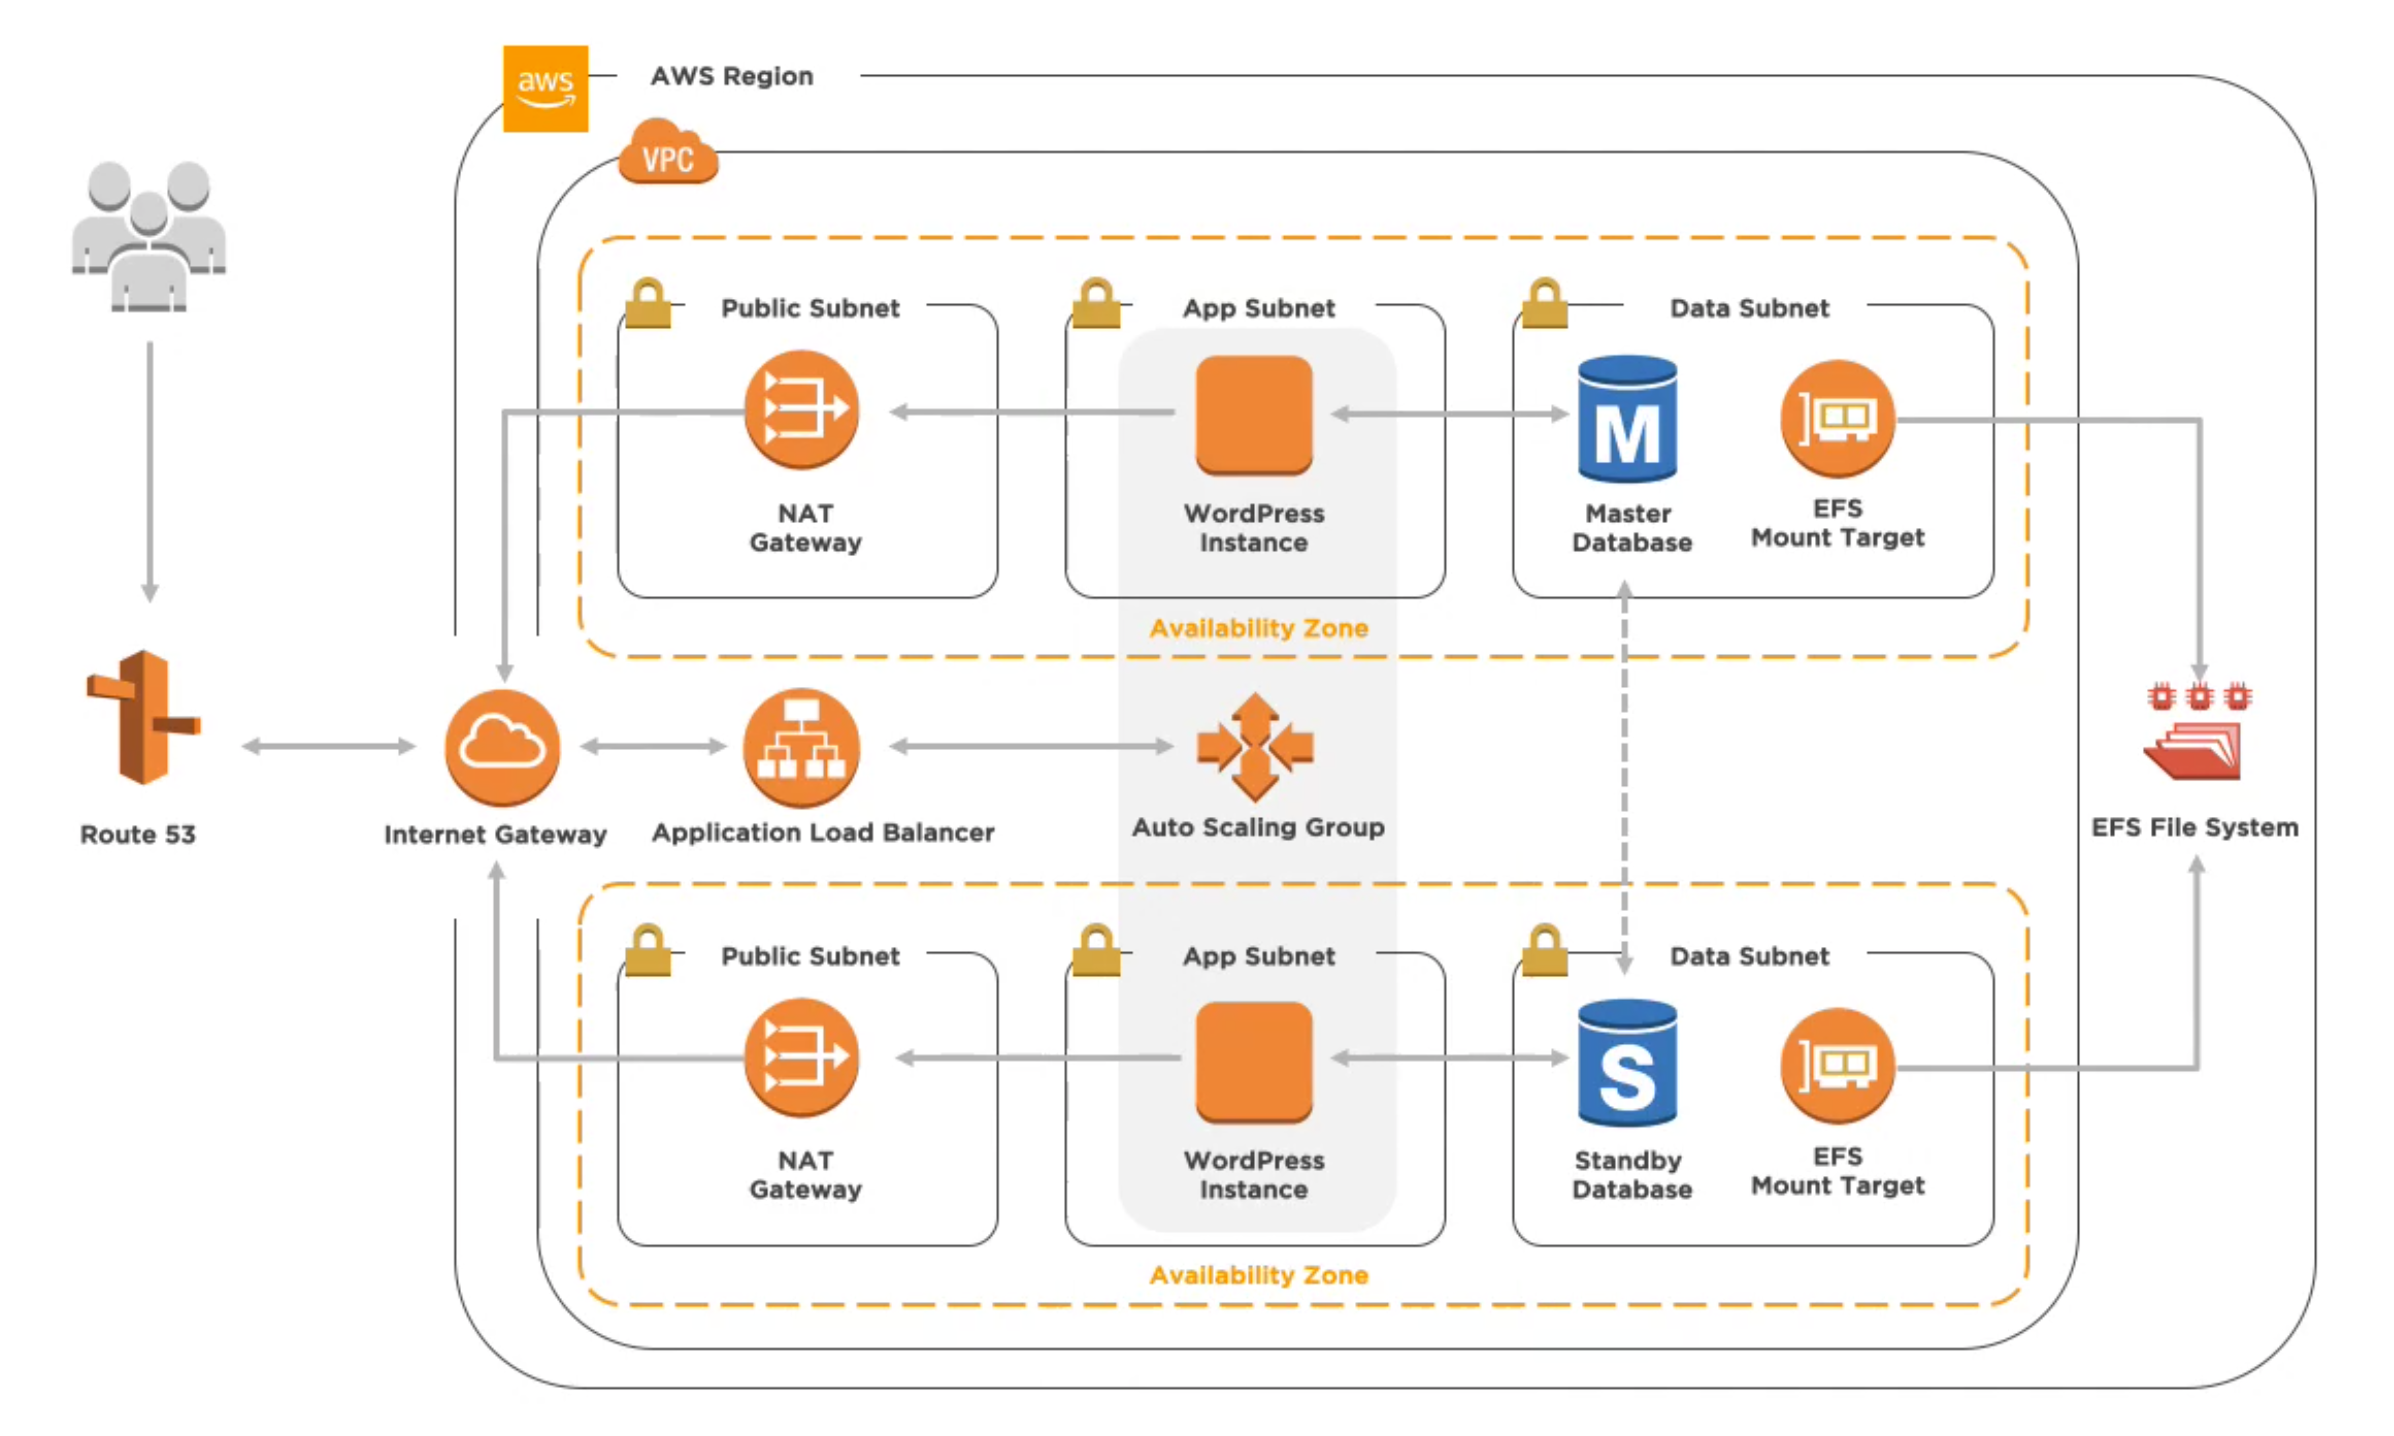 aws
AWS Region
VPC
Public Subnet
App Subnet
Data Subnet
M
NAT
Gateway
WordPress
Instance
Master
Database
EFS
Mount Target
Availability Zone
Route 53
Internet Gateway
Application Load Balancer
Auto Scaling Group
EFS File System
Public Subnet
App Subnet
Data Subnet
S
NAT
Gateway
WordPress
Instance
Standby
Database
EFS
Mount Target
Availability Zone